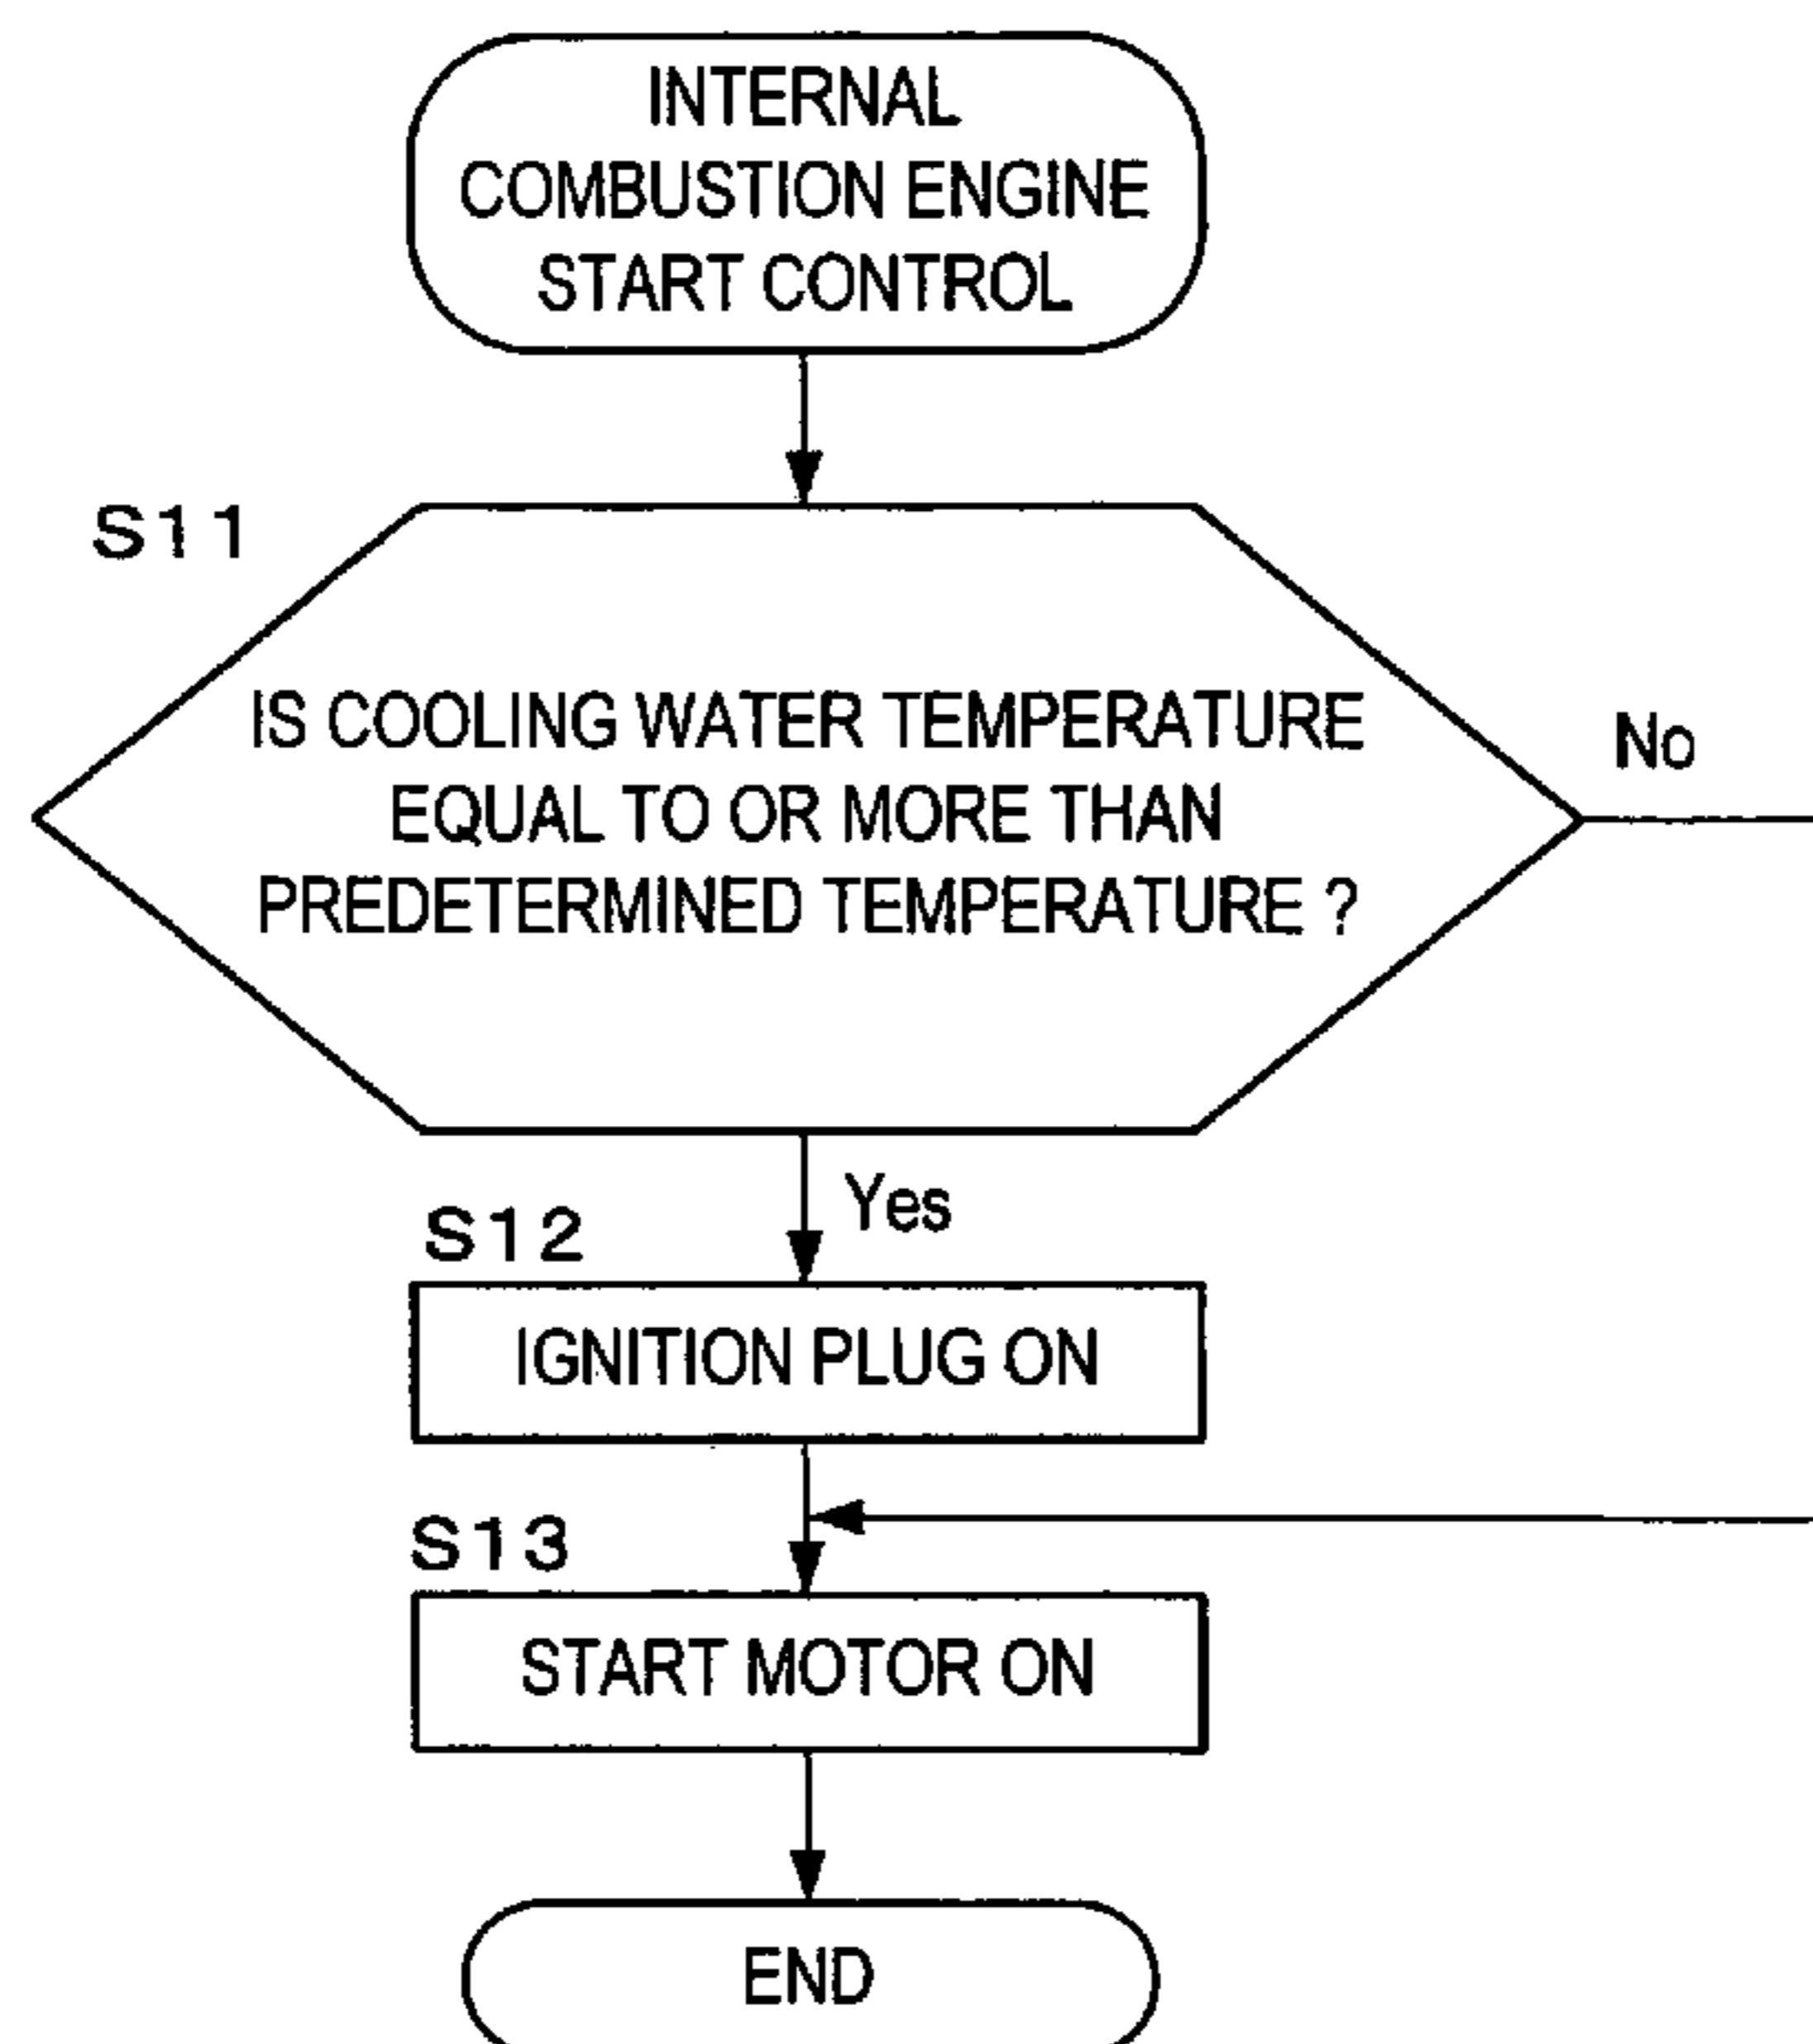 INTERNAL
COMBUSTION ENGINE
START CONTROL
S11
IS COOLING WATER TEMPERATURE
EQUAL TO OR MORE THAN
PREDETERMINED TEMPERATURE ?
No
Yes
S12
IGNITION PLUG ON
S13
START MOTOR ON
END